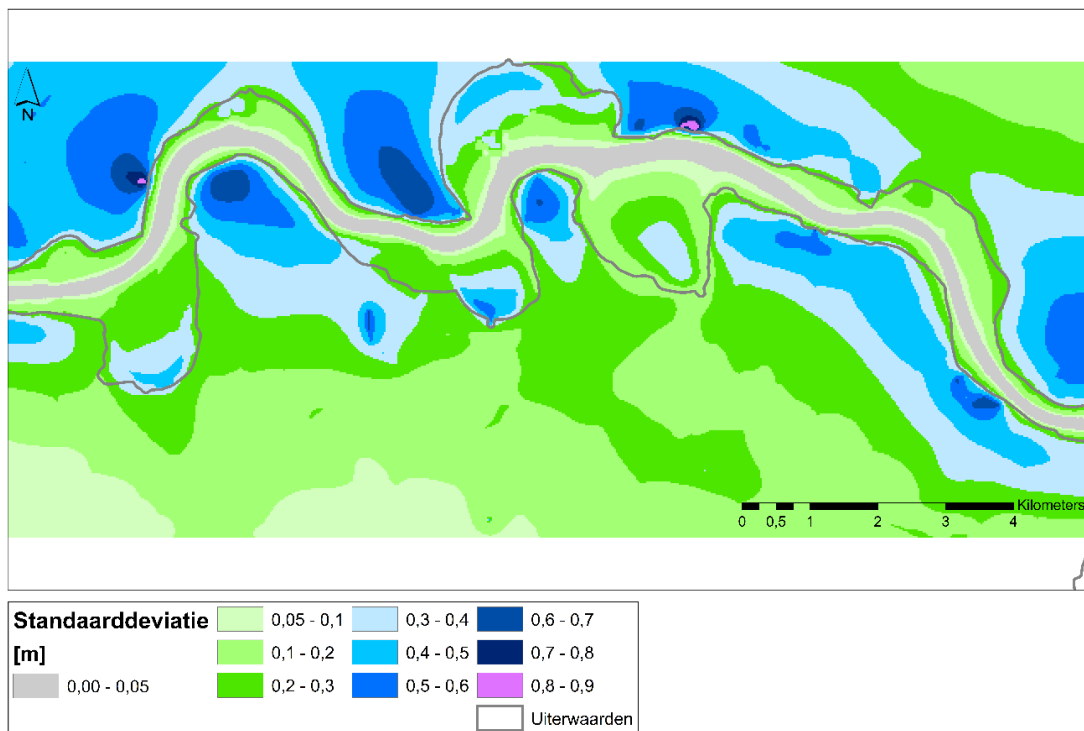 N
Kilometers
0 0,5 1 2 3 4
Standaarddeviatie
[m]
0,00 - 0,05
0,05 - 0,1
0,1 - 0,2
0,2 - 0,3
0,3 - 0,4
0,4 - 0,5
0,5 - 0,6
0,6 - 0,7
0,7 - 0,8
0,8 - 0,9
Uiterwaarden